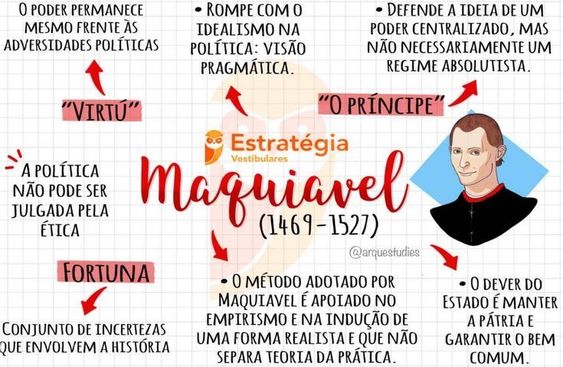 O PODER PERMANECE
MESMO FRENTE ÀS
ADVERSIDADES POLÍTICAS
• ROMPE COM O
IDEALISMO NA
POLÍTICA: VISÃO
PRAGMÁTICA.
• DEFENDE A IDEIA DE UM
PODER CENTRALIZADO, MAS
NÃO NECESSARIAMENTE UM
REGIME ABSOLUTISTA.
"VIRTÚ"
"O PRÍNCIPE"
Estratégia
Vestibulares
Maquiavel
(1469-1527)
@arquestudies
A POLÍTICA
NÃO PODE SER
JULGADA PELA
ÉTICA
FORTUNA
CONJUNTO DE INCERTEZAS
QUE ENVOLVEM A HISTÓRIA
• O MÉTODO ADOTADO POR
MAQUIAVEL É APOIADO NO
EMPIRISMO E NA INDUÇÃO DE
UMA FORMA REALISTA E QUE NÃO
SEPARA TEORIA DA PRÁTICA.
• O DEVER DO
ESTADO É MANTER
A PÁTRIA E
GARANTIR O BEM
COMUM.